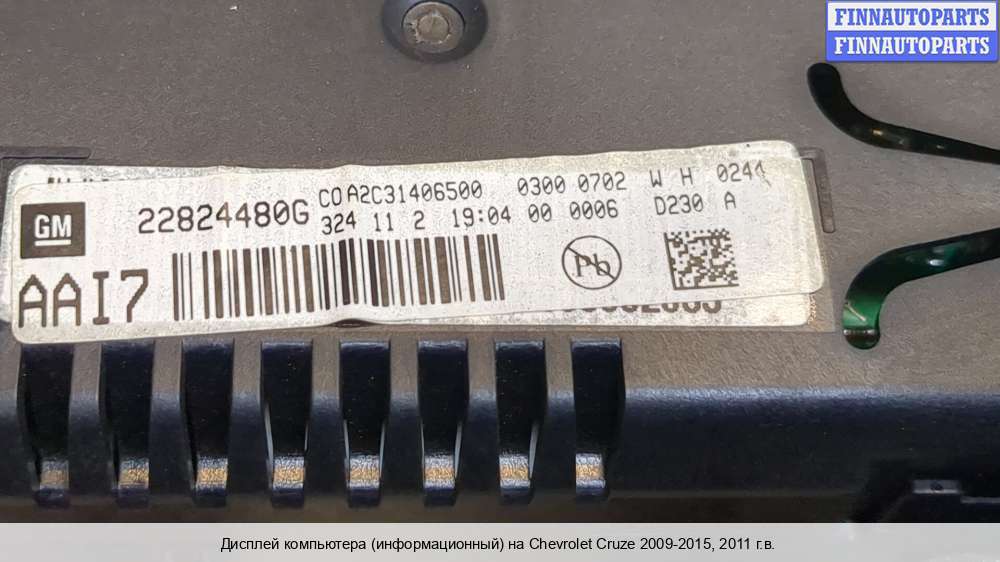 FINNAUTOPARTS
FINNAUTOPARTS
GM 22824480G CO A2C31406500 0300 0702 W H 0244
324 11 2 19:04 00 0006 D230 A
AAI7
Pb
Дисплей компьютера (информационный) на Chevrolet Cruze 2009-2015, 2011 г.в.